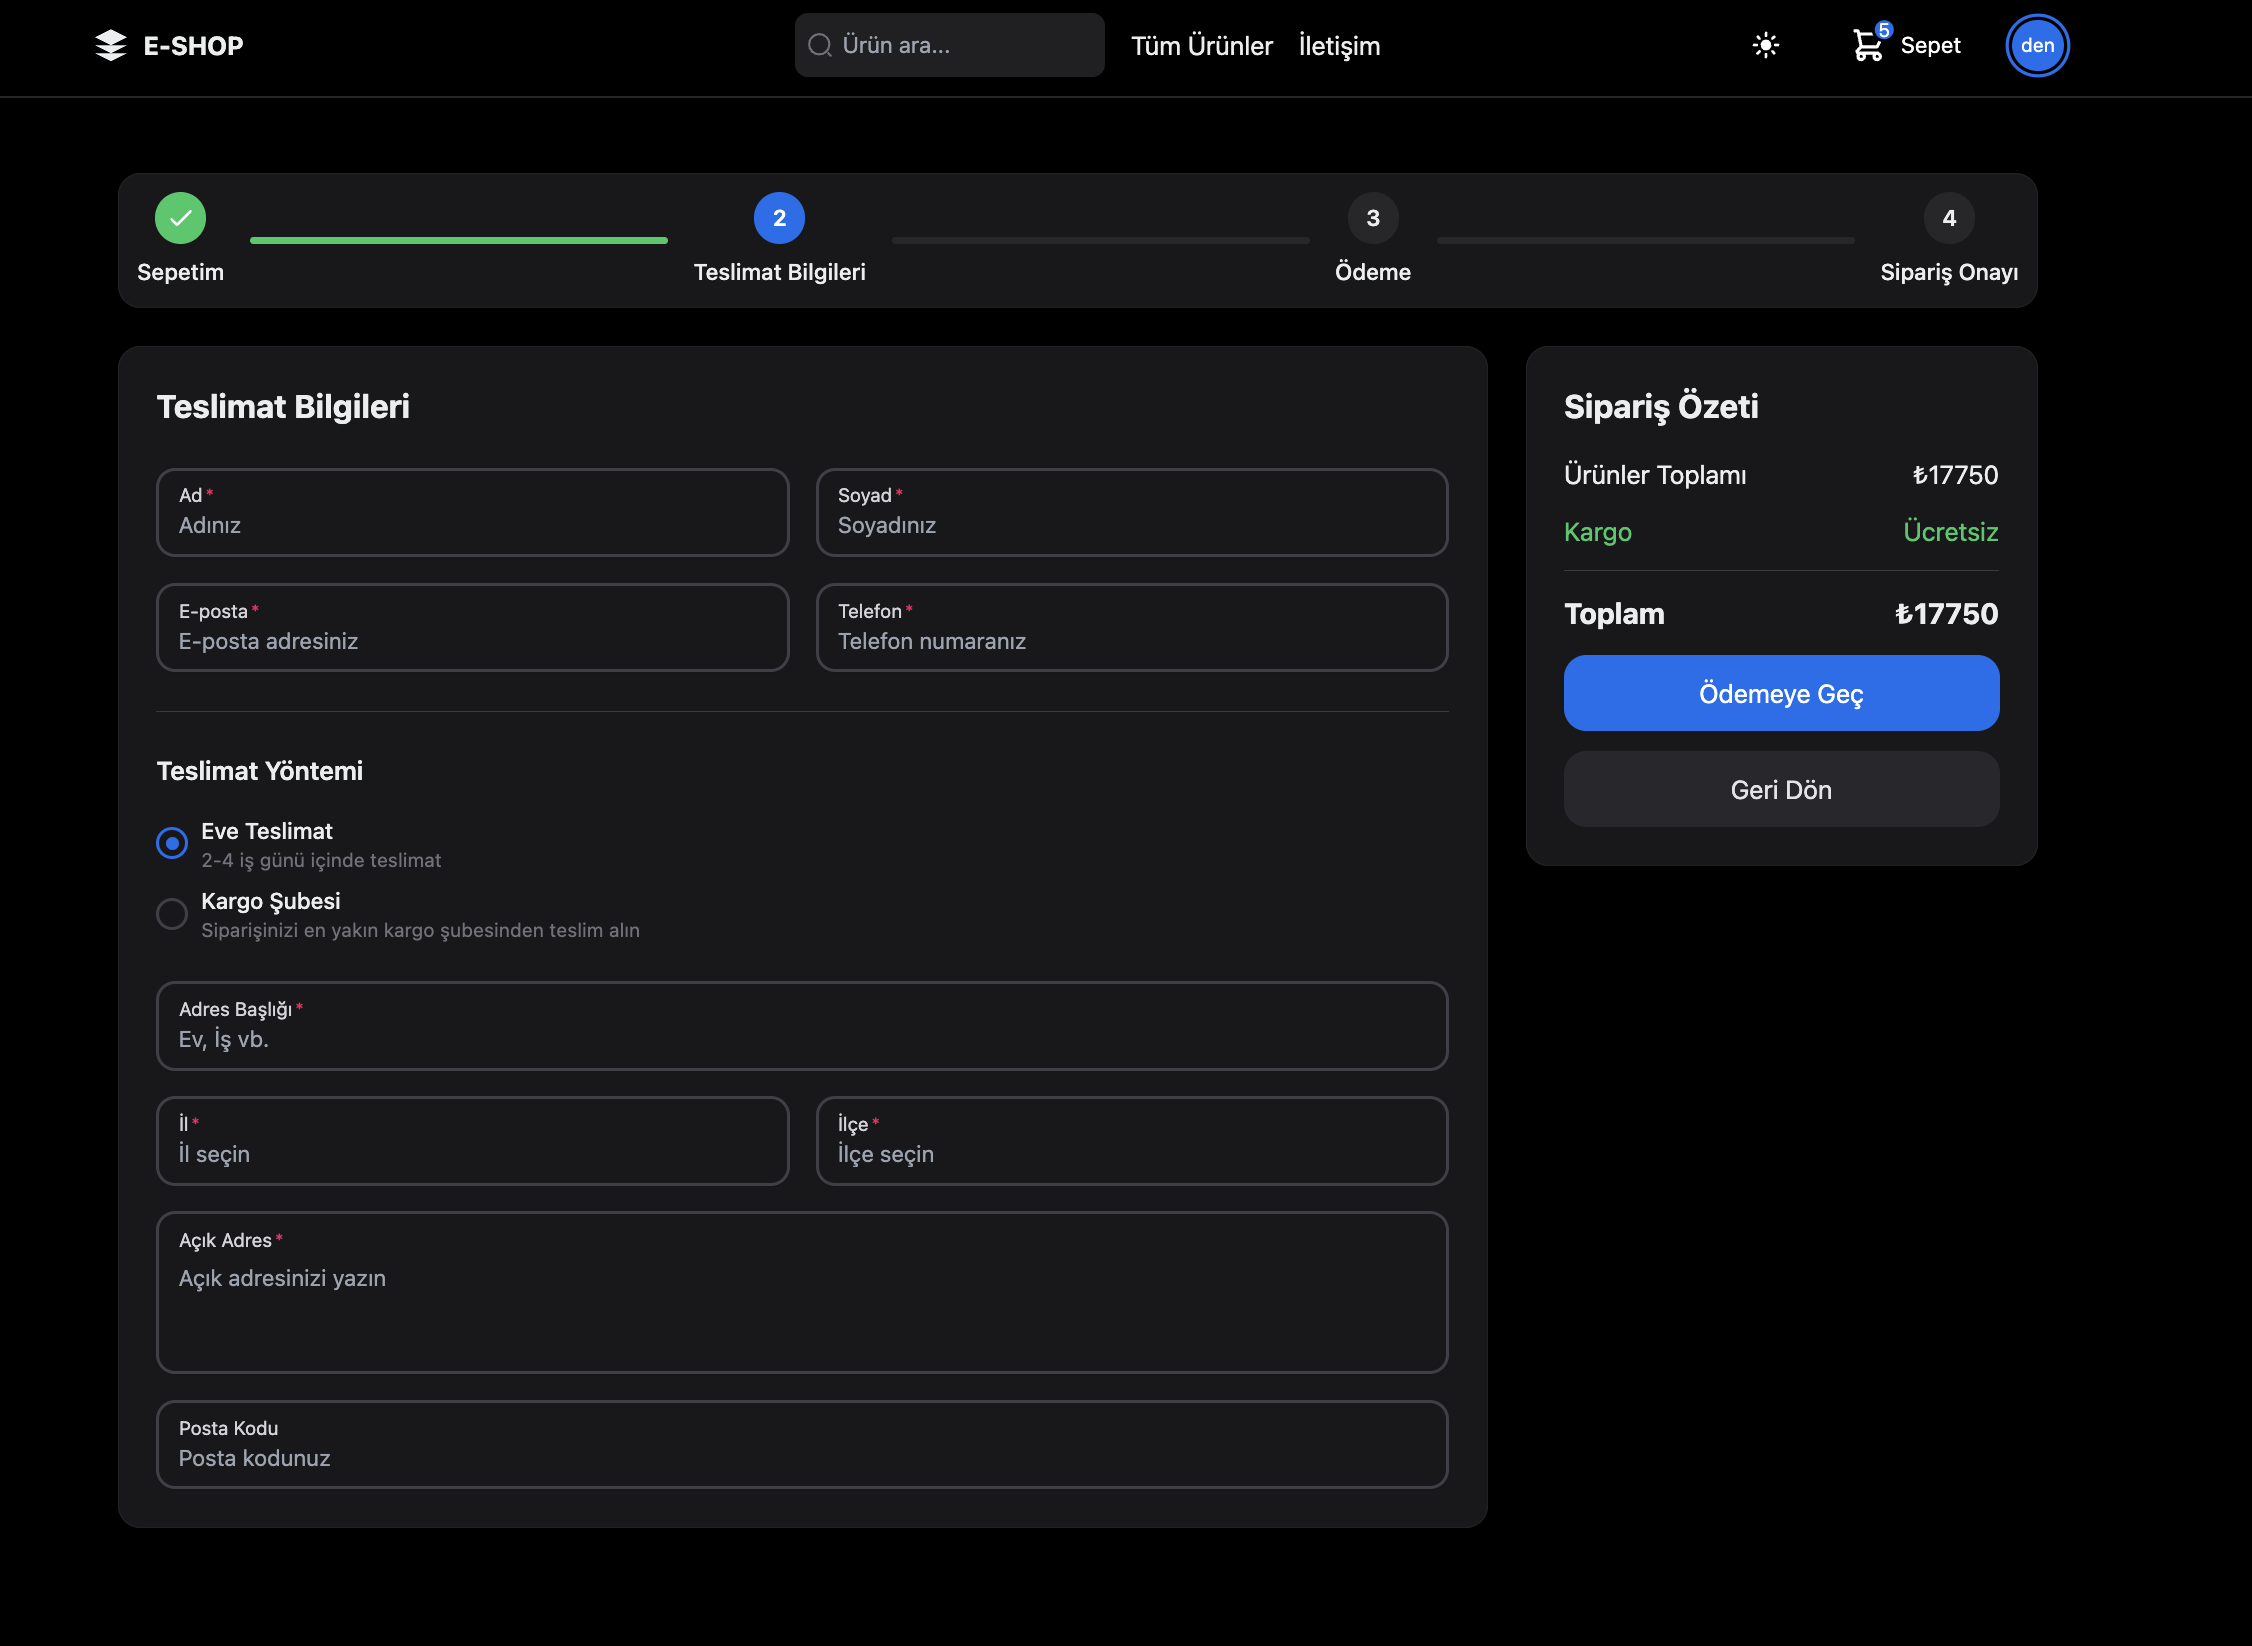 E-SHOP
Ürün ara...
Tüm Ürünler
İletişim
5
Sepet
den
2
3
4
Sepetim
Teslimat Bilgileri
Ödeme
Sipariş Onayı
Teslimat Bilgileri
Ad*
Adınız
Soyad*
Soyadınız
E-posta*
E-posta adresiniz
Telefon*
Telefon numaranız
Teslimat Yöntemi
Eve Teslimat
2-4 iş günü içinde teslimat
Kargo Şubesi
Siparişinizi en yakın kargo şubesinden teslim alın
Adres Başlığı*
Ev, İş vb.
İl*
İl seçin
İlçe*
İlçe seçin
Açık Adres*
Açık adresinizi yazın
Posta Kodu
Posta kodunuz
Sipariş Özeti
Ürünler Toplamı ₺17750
Kargo Ücretsiz
Toplam ₺17750
Ödemeye Geç
Geri Dön